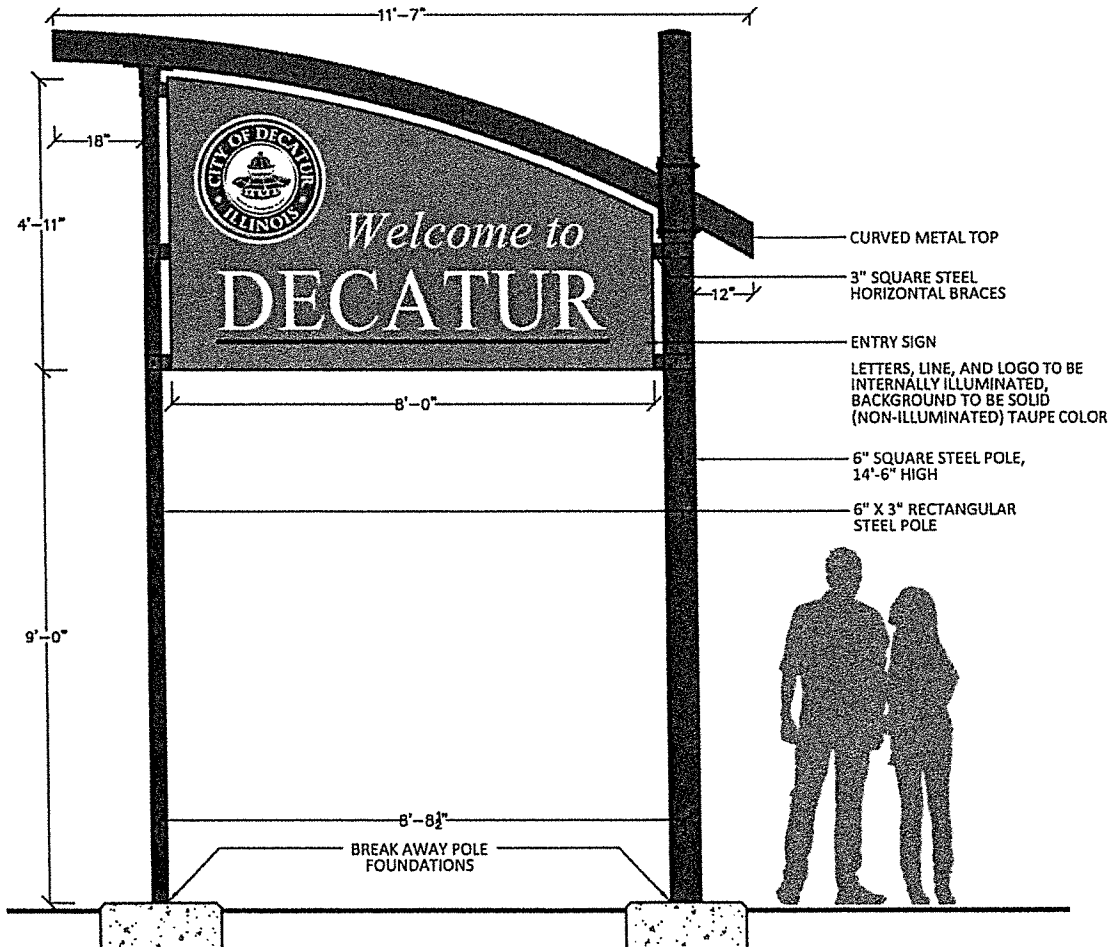 11'-7"
18"
4'-11"
CITY OF DECATUR
ILLINOIS
Welcome to
DECATUR
CURVED METAL TOP
3" SQUARE STEEL
HORIZONTAL BRACES
12"
ENTRY SIGN
LETTERS, LINE, AND LOGO TO BE
INTERNALLY ILLUMINATED,
BACKGROUND TO BE SOLID
(NON-ILLUMINATED) TAUPE COLOR
8'-0"
6" SQUARE STEEL POLE,
14'-6" HIGH
6" X 3" RECTANGULAR
STEEL POLE
9'-0"
8'-8½"
BREAK AWAY POLE
FOUNDATIONS